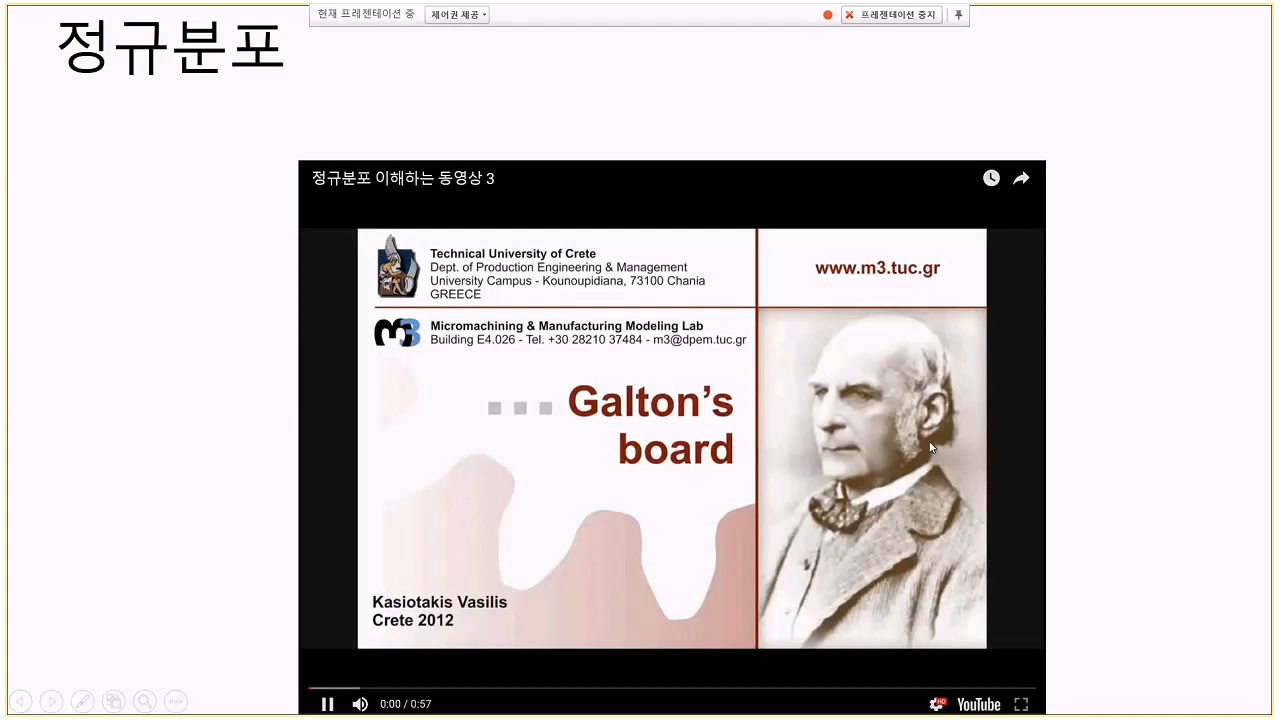 현재 프레젠테이션 중
제어권 제공
프레젠테이션 중지
정규분포
정규분포 이해하는 동영상 3
Technical University of Crete
Dept. of Production Engineering & Management
University Campus - Kounoupidiana, 73100 Chania
GREECE
www.m3.tuc.gr
m3
Micromachining & Manufacturing Modeling Lab
Building E4.026 - Tel. +30 28210 37484 - m3@dpem.tuc.gr
Galton's
board
Kasiotakis Vasilis
Crete 2012
0:00 / 0:57
HD
YouTube